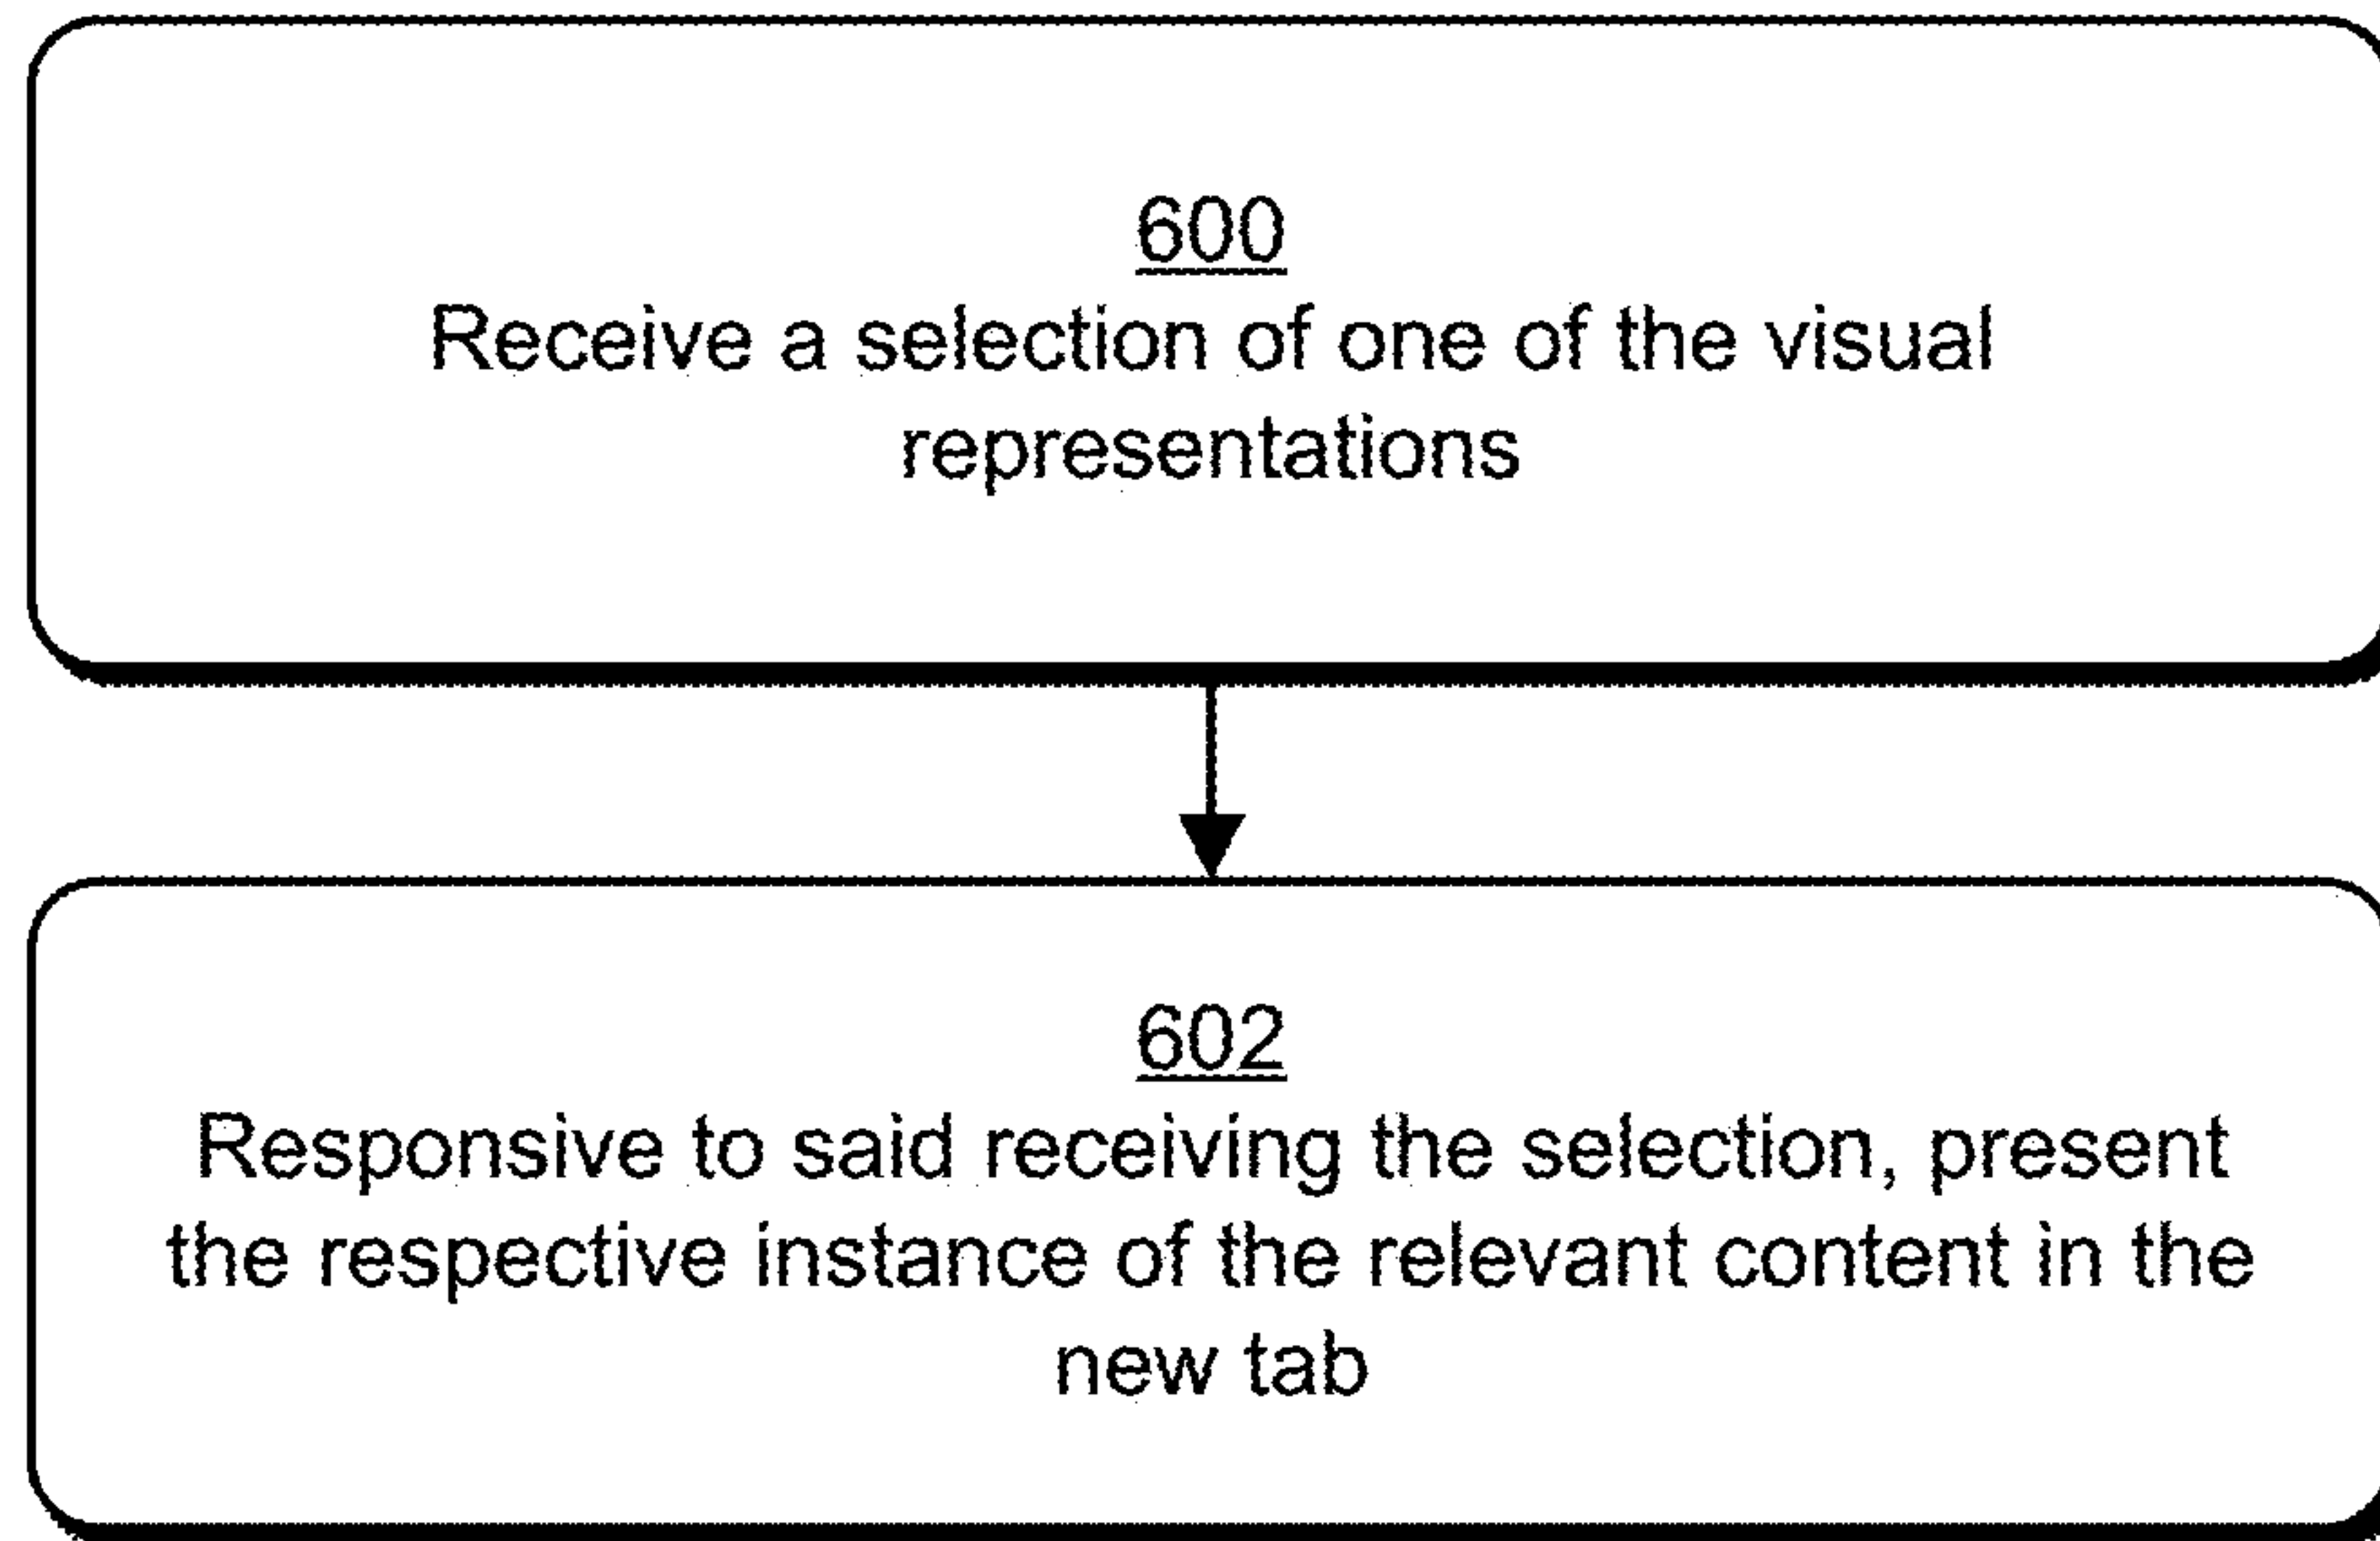 600
Receive a selection of one of the visual
representations
602
Responsive to said receiving the selection, present
the respective instance of the relevant content in the
new tab